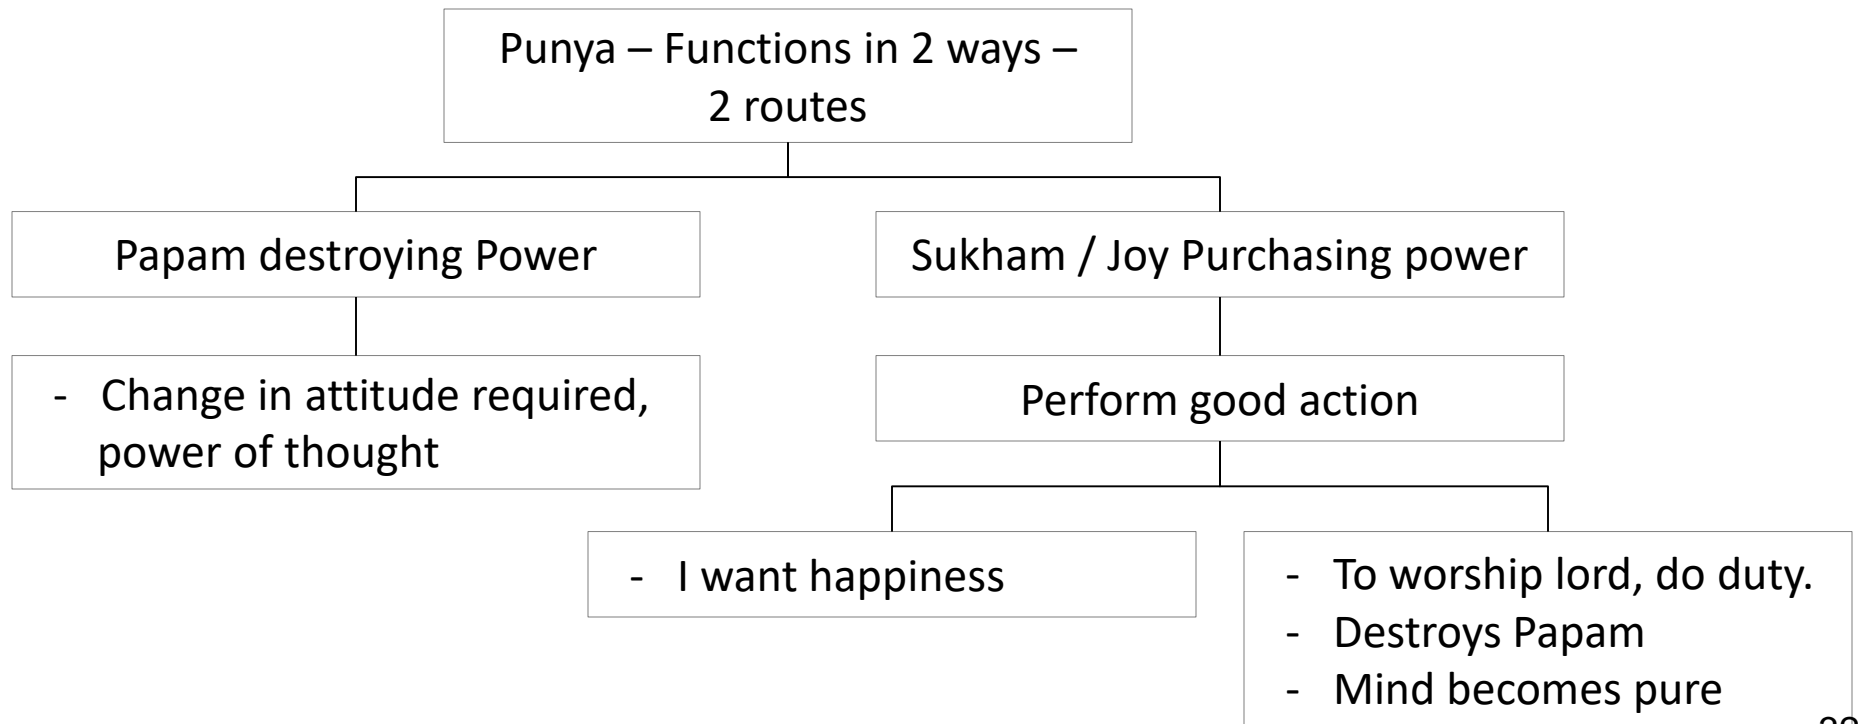 Punya – Functions in 2 ways –
2 routes
Papam destroying Power
Sukham / Joy Purchasing power
- Change in attitude required,
power of thought
Perform good action
- I want happiness
- To worship lord, do duty.
- Destroys Papam
- Mind becomes pure